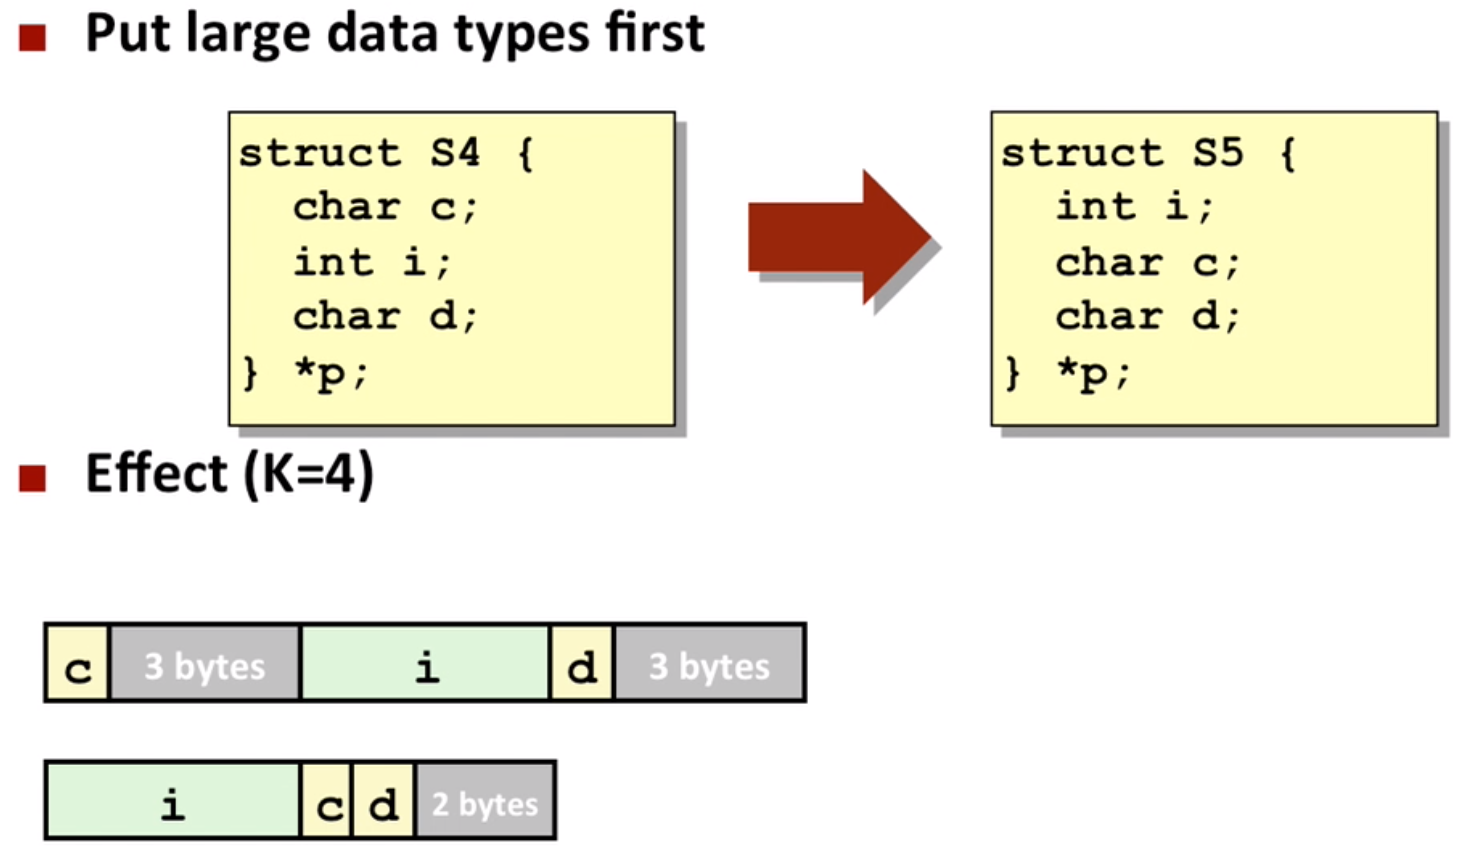 Put large data types first
struct S4 {
  char c;
  int i;
  char d;
} *p;
struct S5 {
  int i;
  char c;
  char d;
} *p;
Effect (K=4)
c 3 bytes i d 3 bytes
i c d 2 bytes